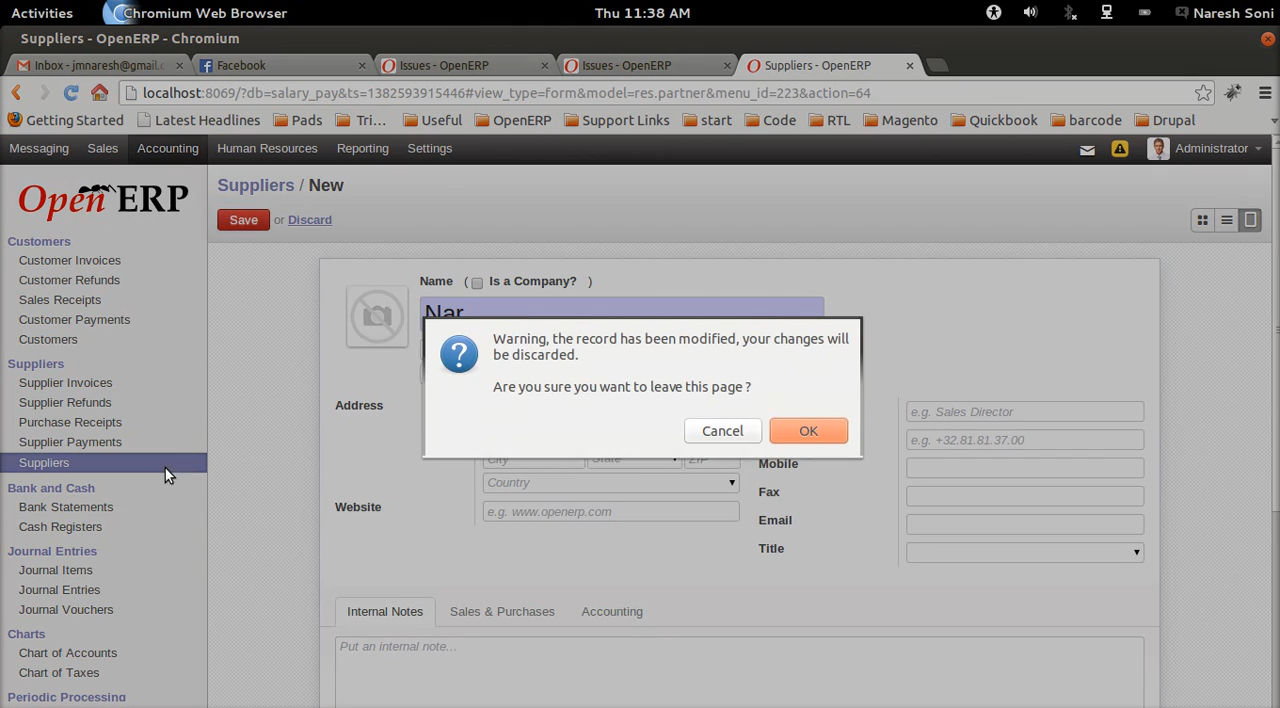 Activities Chromium Web Browser Thu 11:38 AM Naresh Soni
Suppliers - OpenERP - Chromium
Inbox - jmnaresh@gmail.c × Facebook × Issues - OpenERP × Issues - OpenERP × Suppliers - OpenERP ×
localhost:8069/?db=salary_pay&ts=1382593915446#view_type=form&model=res.partner&menu_id=223&action=64
Getting Started Latest Headlines Pads Tri... Useful OpenERP Support Links start Code RTL Magento Quickbook barcode Drupal
Messaging Sales Accounting Human Resources Reporting Settings Administrator
Open ERP
Customers
Customer Invoices
Customer Refunds
Sales Receipts
Customer Payments
Customers
Suppliers
Supplier Invoices
Supplier Refunds
Purchase Receipts
Supplier Payments
Suppliers
Bank and Cash
Bank Statements
Cash Registers
Journal Entries
Journal Items
Journal Entries
Journal Vouchers
Charts
Chart of Accounts
Chart of Taxes
Periodic Processing
Suppliers / New
Save or Discard
Name ( Is a Company? )
Nar
Warning, the record has been modified, your changes will
be discarded.
Are you sure you want to leave this page ?
Cancel OK
Address
e.g. Sales Director
e.g. +32.81.81.37.00
City State ZIP
Mobile
Country
Fax
Website e.g. www.openerp.com
Email
Title
Internal Notes Sales & Purchases Accounting
Put an internal note...